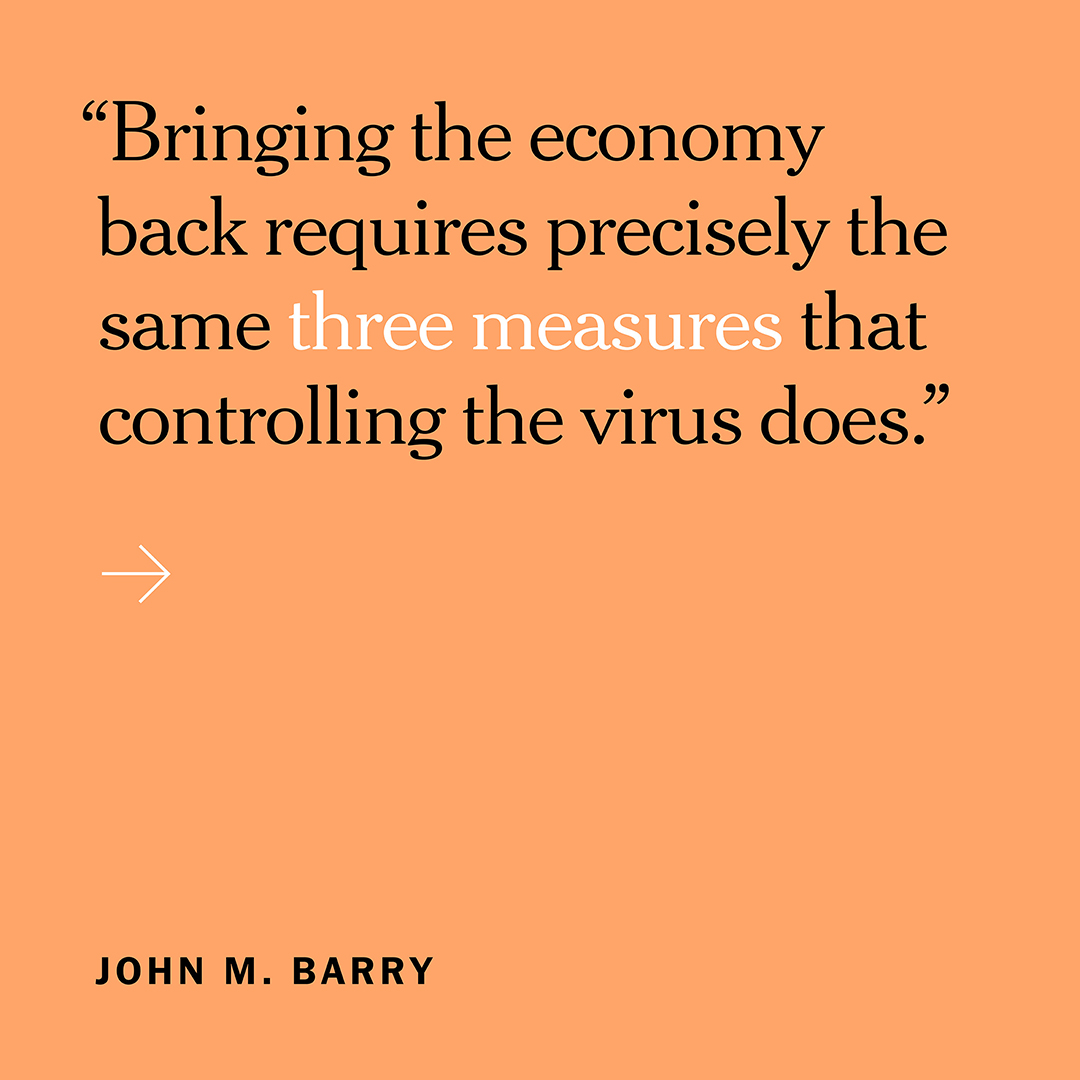 “Bringing the economy
back requires precisely the
same three measures that
controlling the virus does.”
JOHN M. BARRY